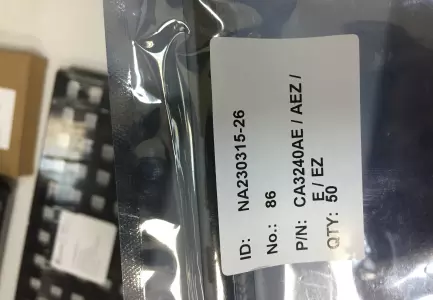 ID: NA230315-26
No.: 86
P/N: CA3240AE / AEZ /
E / EZ
QTY: 50